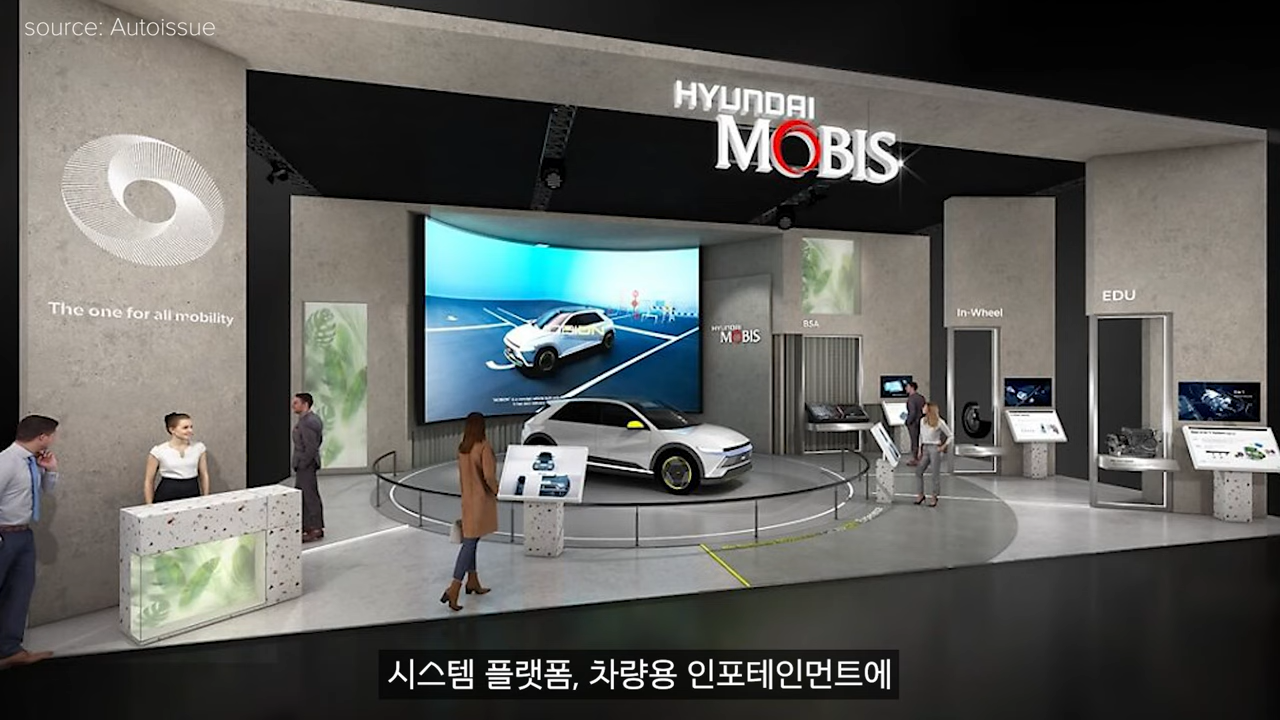 source: Autoissue
HYUNDAI
MOBIS
The one for all mobility
HYUNDAI
MOBIS
BSA
In-Wheel
EDU
시스템 플랫폼, 차량용 인포테인먼트에